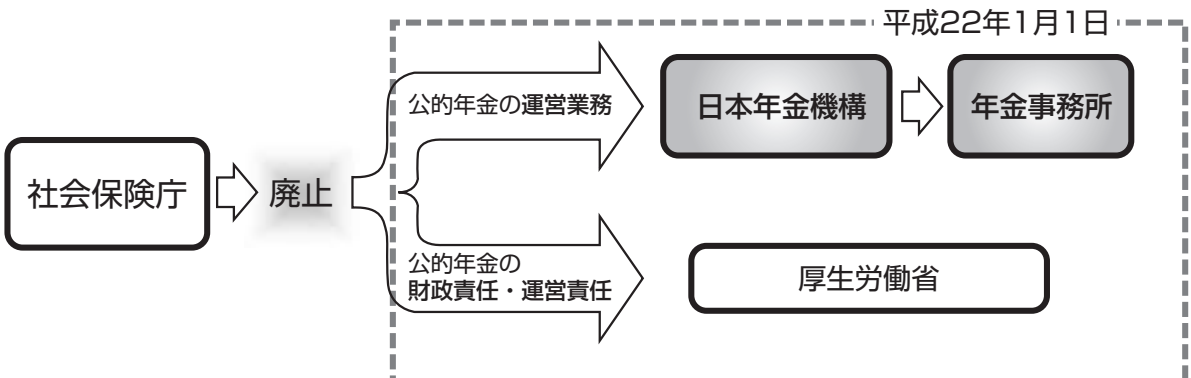 平成22年1月1日
社会保険庁
廃止
公的年金の運営業務
日本年金機構
年金事務所
公的年金の
財政責任・運営責任
厚生労働省